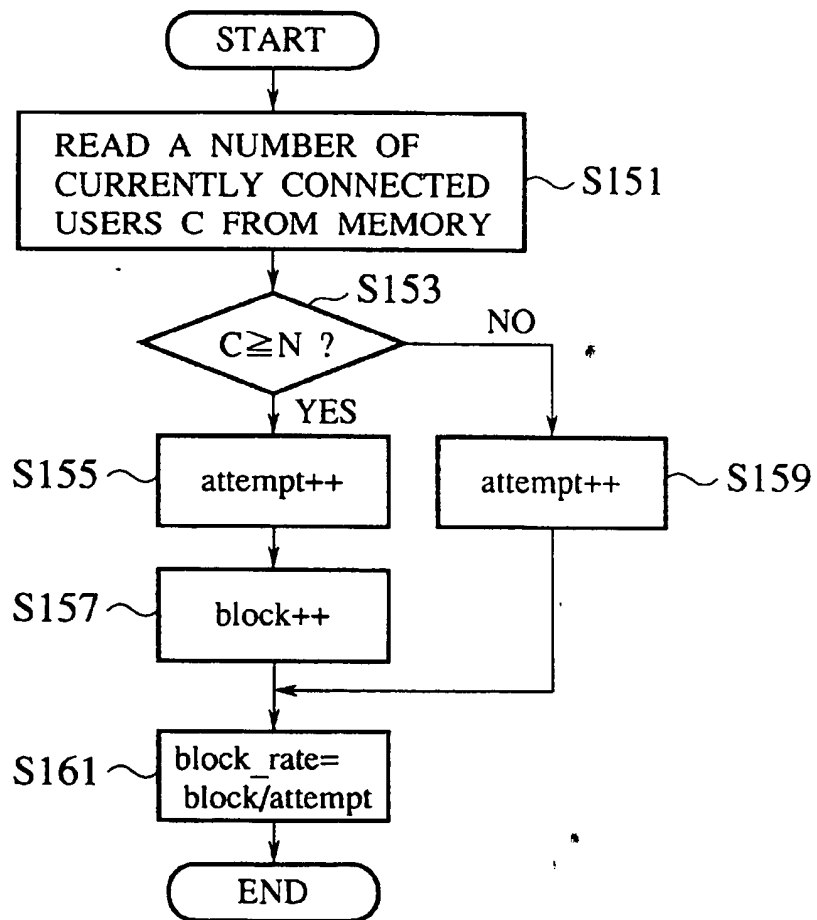 START
READ A NUMBER OF
CURRENTLY CONNECTED
USERS C FROM MEMORY
S151
S153
C≧N ?
NO
YES
S155
attempt++
attempt++
S159
S157
block++
S161
block_rate=
block/attempt
END